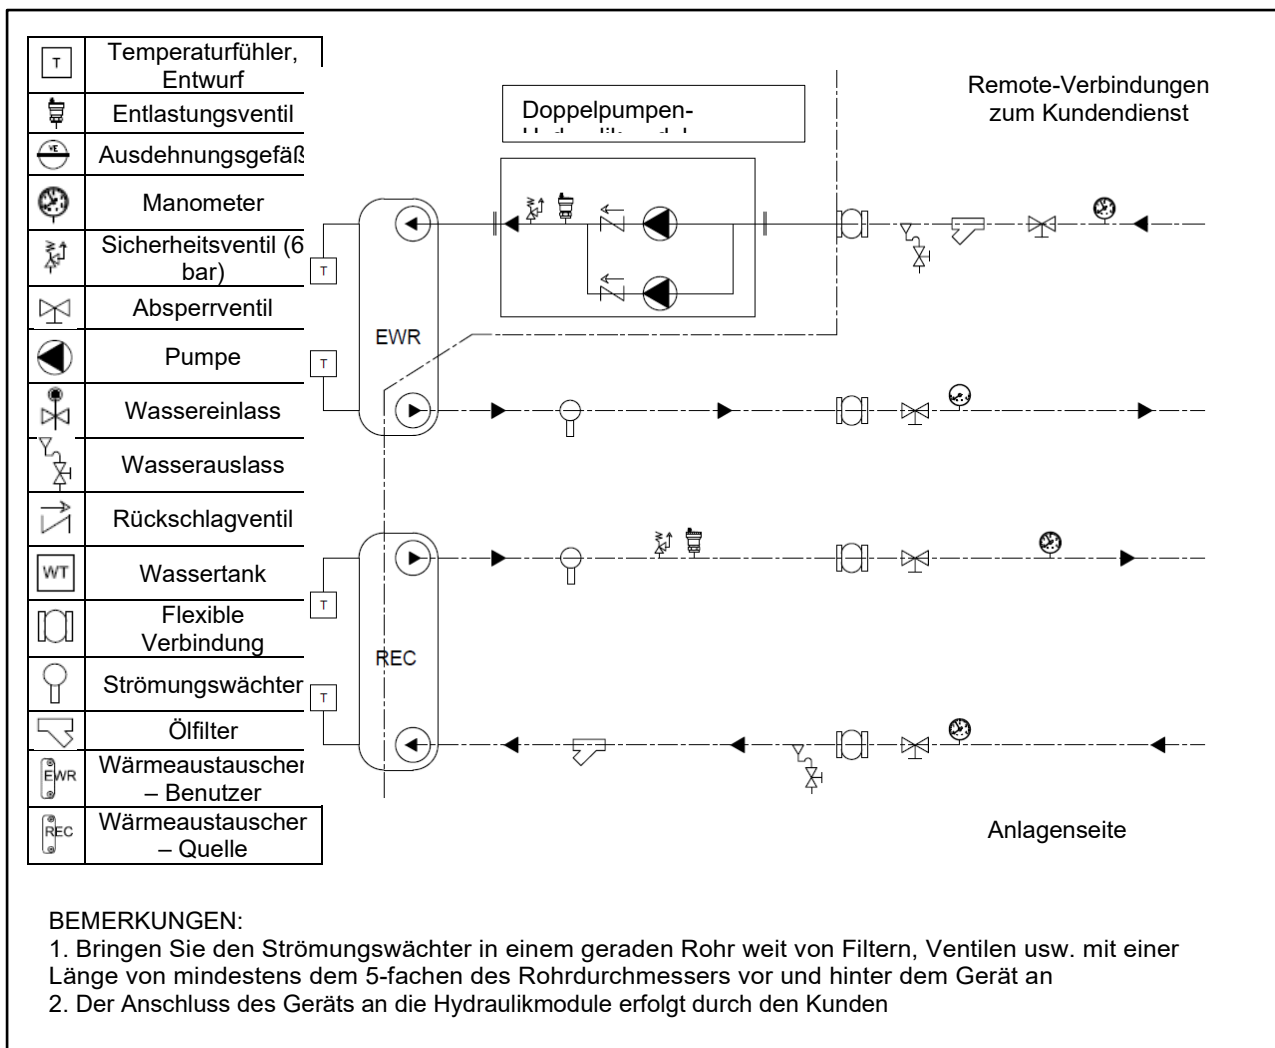 T
Temperaturfühler,
Entwurf
Entlastungsventil
VE
Ausdehnungsgefäß
Manometer
Sicherheitsventil (6
bar)
Absperrventil
Pumpe
Wassereinlass
Wasserauslass
Rückschlagventil
WT
Wassertank
Flexible
Verbindung
Strömungswächter
Ölfilter
EWR
Wärmeaustauscher
– Benutzer
REC
Wärmeaustauscher
– Quelle
Doppelpumpen-
Remote-Verbindungen
zum Kundendienst
T
EWR
T
T
REC
T
Anlagenseite
BEMERKUNGEN:
1. Bringen Sie den Strömungswächter in einem geraden Rohr weit von Filtern, Ventilen usw. mit einer
Länge von mindestens dem 5-fachen des Rohrdurchmessers vor und hinter dem Gerät an
2. Der Anschluss des Geräts an die Hydraulikmodule erfolgt durch den Kunden